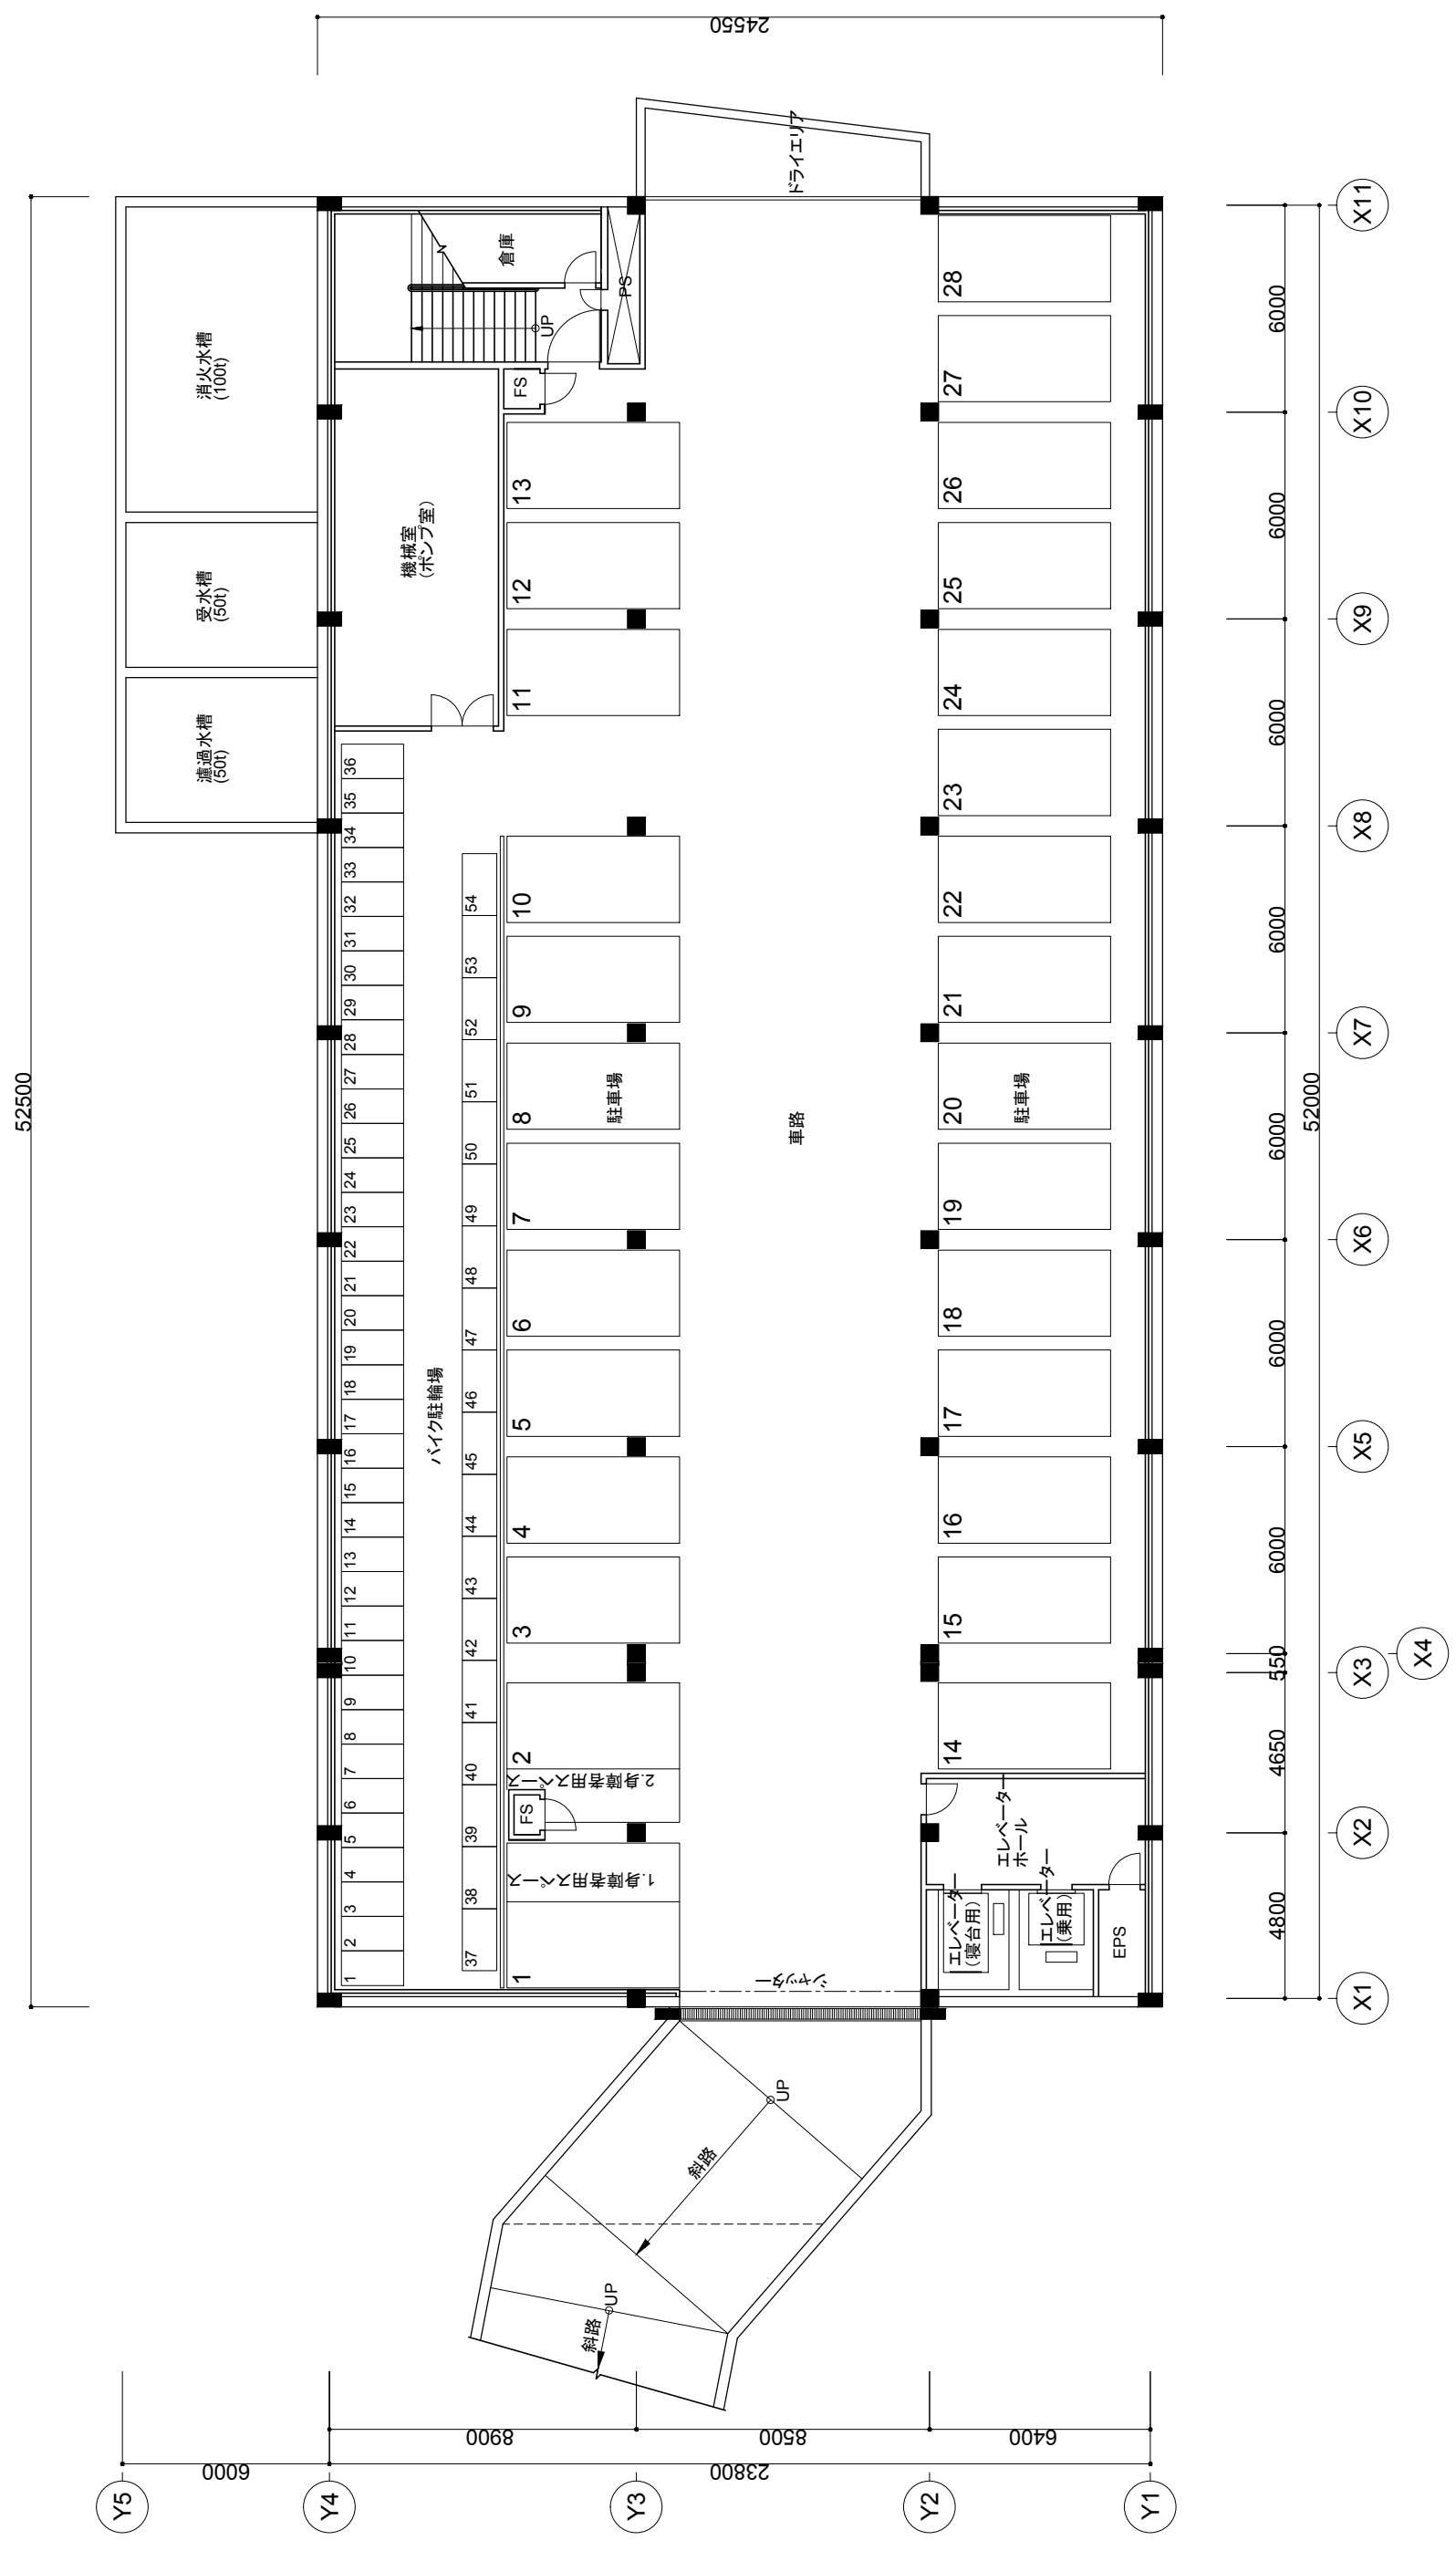 52500
24550
消火水槽
(100t)
受水槽
(50t)
濾過水槽
(50t)
倉庫
UP
PS
FS
機械室
(ポンプ室)
ドライエリア
1
2
3
4
5
6
7
8
9
10
11
12
13
14
15
16
17
18
19
20
21
22
23
24
25
26
27
28
29
30
31
32
33
34
35
36
バイク駐輪場
37
38
39
40
41
42
43
44
45
46
47
48
49
50
51
52
53
54
1
1.身障者用スペース
FS
2.身障者用スペース
2
3
4
5
6
7
8
駐車場
9
10
11
12
13
車路
シャッター
エレベーター
(寝台用)
エレベーター
(乗用)
エレベーター
ホール
EPS
14
15
16
17
18
19
20
駐車場
21
22
23
24
25
26
27
28
斜路
UP
斜路
UP
4800
4650
550
6000
6000
6000
6000
6000
6000
6000
52000
X1
X2
X3
X4
X5
X6
X7
X8
X9
X10
X11
6000
8900
8500
6400
23800
Y5
Y4
Y3
Y2
Y1